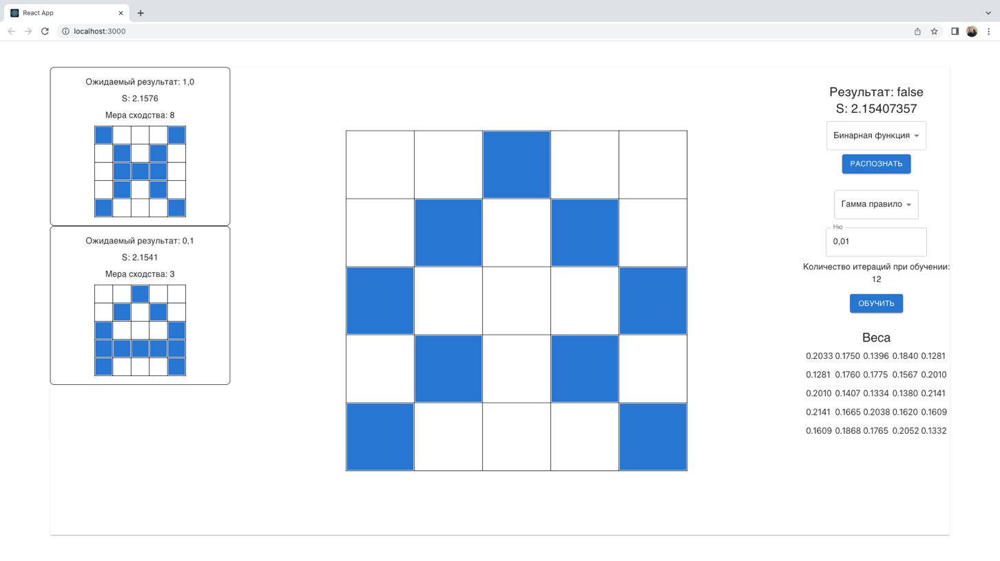 React App
localhost:3000
Ожидаемый результат: 1,0
S: 2.1576
Мера сходства: 8
Ожидаемый результат: 0,1
S: 2.1541
Мера сходства: 3
Результат: false
S: 2.15407357
Бинарная функция
РАСПОЗНАТЬ
Гамма правило
Ню
0,01
Количество итераций при обучении:
12
ОБУЧИТЬ
Веса
0.2033 0.1750 0.1396 0.1840 0.1281
0.1281 0.1760 0.1775 0.1567 0.2010
0.2010 0.1407 0.1334 0.1380 0.2141
0.2141 0.1665 0.2038 0.1620 0.1609
0.1609 0.1868 0.1765 0.2052 0.1332